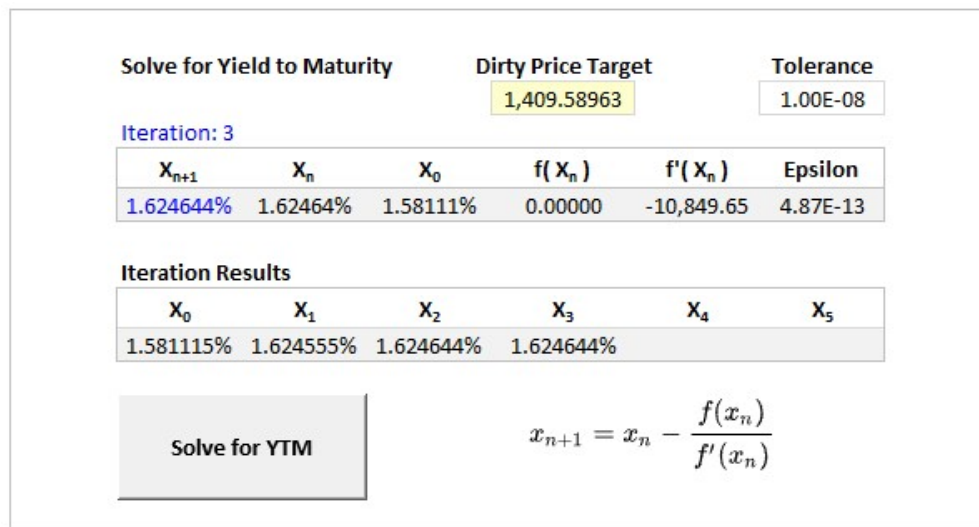 Solve for Yield to Maturity Dirty Price Target Tolerance
1,409.58963 1.00E-08
Iteration: 3
Xₙ₊₁ Xₙ X₀ f( Xₙ ) f'( Xₙ ) Epsilon
1.624644% 1.62464% 1.58111% 0.00000 -10,849.65 4.87E-13
Iteration Results
X₀ X₁ X₂ X₃ X₄ X₅
1.581115% 1.624555% 1.624644% 1.624644%
Solve for YTM xₙ₊₁ = xₙ − f(xₙ) / f′(xₙ)